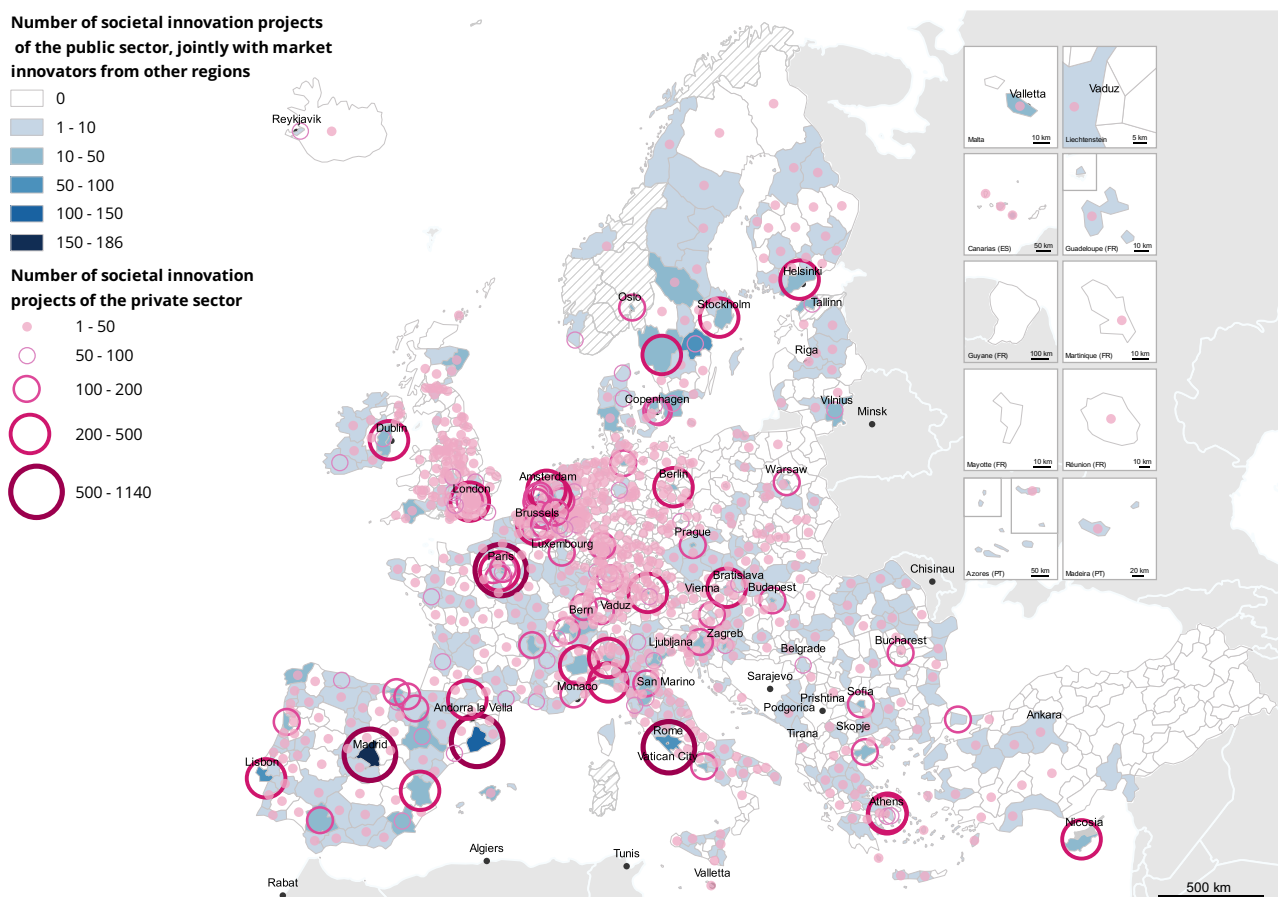 Number of societal innovation projects
of the public sector, jointly with market
innovators from other regions
0
1 - 10
10 - 50
50 - 100
100 - 150
150 - 186
Number of societal innovation
projects of the private sector
1 - 50
50 - 100
100 - 200
200 - 500
500 - 1140
Reykjavik
Oslo
Stockholm
Helsinki
Tallinn
Riga
Vilnius
Minsk
Copenhagen
Dublin
London
Amsterdam
Berlin
Warsaw
Brussels
Luxembourg
Prague
Paris
Bratislava
Vienna
Budapest
Chisinau
Bern
Vaduz
Ljubljana
Zagreb
Belgrade
Bucharest
Monaco
San Marino
Sarajevo
Prishtina
Sofia
Podgorica
Skopje
Tirana
Ankara
Andorra la Vella
Madrid
Lisbon
Rome
Vatican City
Athens
Nicosia
Algiers
Tunis
Valletta
Rabat
500 km
Valletta
Malta
10 km
Vaduz
Liechtenstein
5 km
Canarias (ES)
50 km
Guadeloupe (FR)
10 km
Guyane (FR)
100 km
Martinique (FR)
10 km
Mayotte (FR)
10 km
Réunion (FR)
10 km
Azores (PT)
50 km
Madeira (PT)
20 km